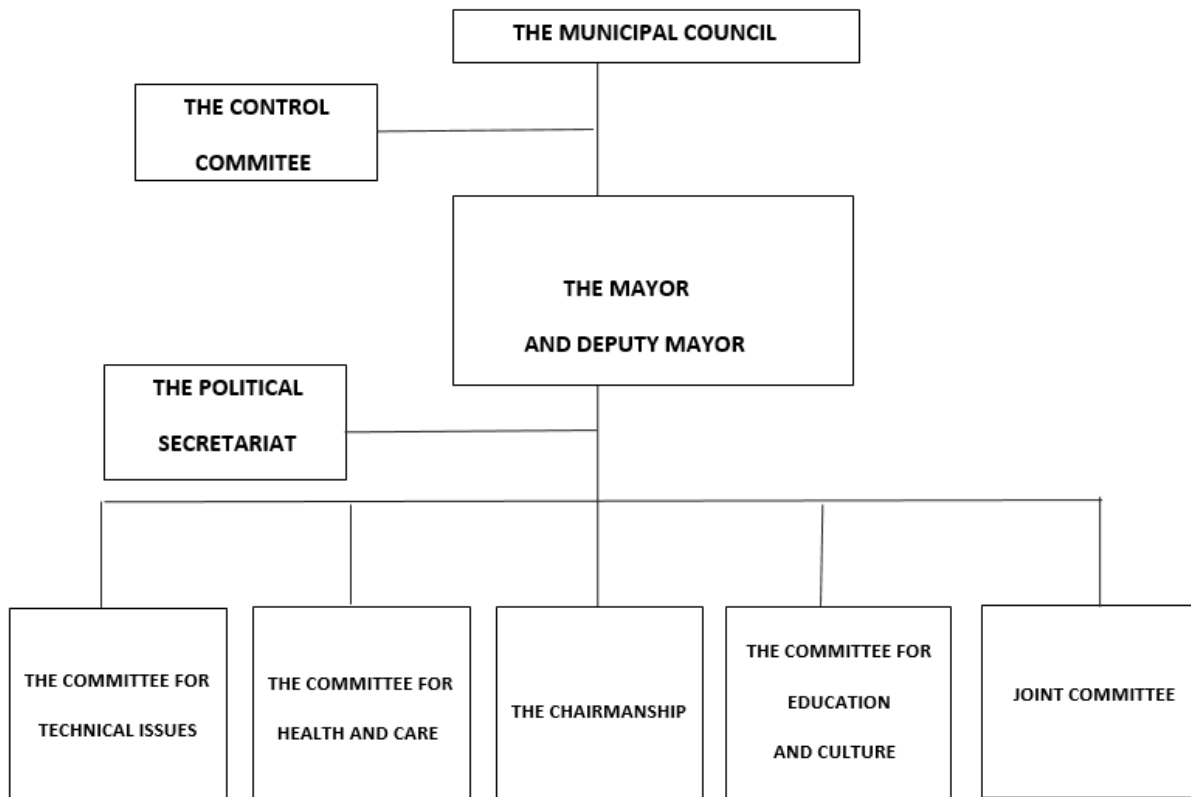 THE MUNICIPAL COUNCIL
THE CONTROL
COMMITEE
THE MAYOR
AND DEPUTY MAYOR
THE POLITICAL
SECRETARIAT
THE COMMITTEE FOR
TECHNICAL ISSUES
THE COMMITTEE FOR
HEALTH AND CARE
THE CHAIRMANSHIP
THE COMMITTEE FOR
EDUCATION
AND CULTURE
JOINT COMMITTEE